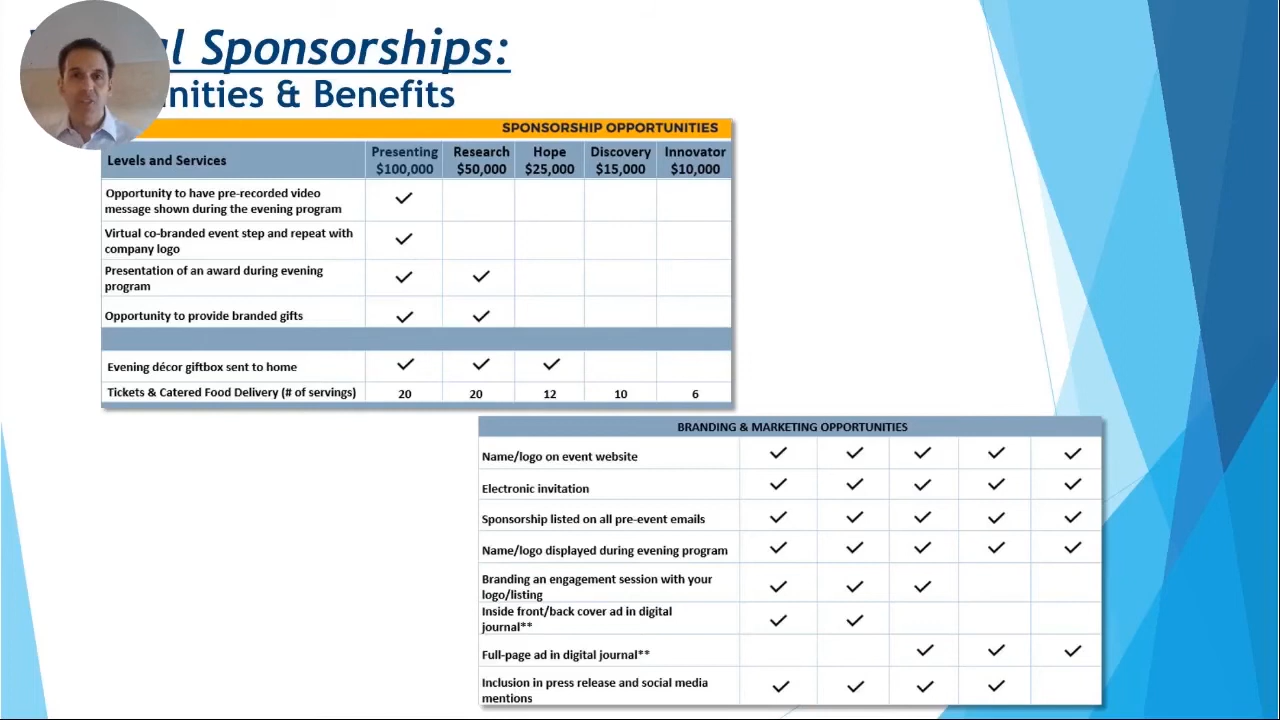 Sponsorships:
& Benefits
SPONSORSHIP OPPORTUNITIES
Levels and Services
Presenting Research Hope Discovery Innovator
$100,000 $50,000 $25,000 $15,000 $10,000
Opportunity to have pre-recorded video
message shown during the evening program
✓
Virtual co-branded event step and repeat with
company logo
✓
Presentation of an award during evening
program
✓ ✓
Opportunity to provide branded gifts ✓ ✓
Evening décor giftbox sent to home ✓ ✓ ✓
Tickets & Catered Food Delivery (# of servings) 20 20 12 10 6
BRANDING & MARKETING OPPORTUNITIES
Name/logo on event website ✓ ✓ ✓ ✓ ✓
Electronic invitation ✓ ✓ ✓ ✓ ✓
Sponsorship listed on all pre-event emails ✓ ✓ ✓ ✓ ✓
Name/logo displayed during evening program ✓ ✓ ✓ ✓ ✓
Branding an engagement session with your
logo/listing
✓ ✓ ✓
Inside front/back cover ad in digital
journal**
✓ ✓
Full-page ad in digital journal** ✓ ✓ ✓
Inclusion in press release and social media
mentions
✓ ✓ ✓ ✓